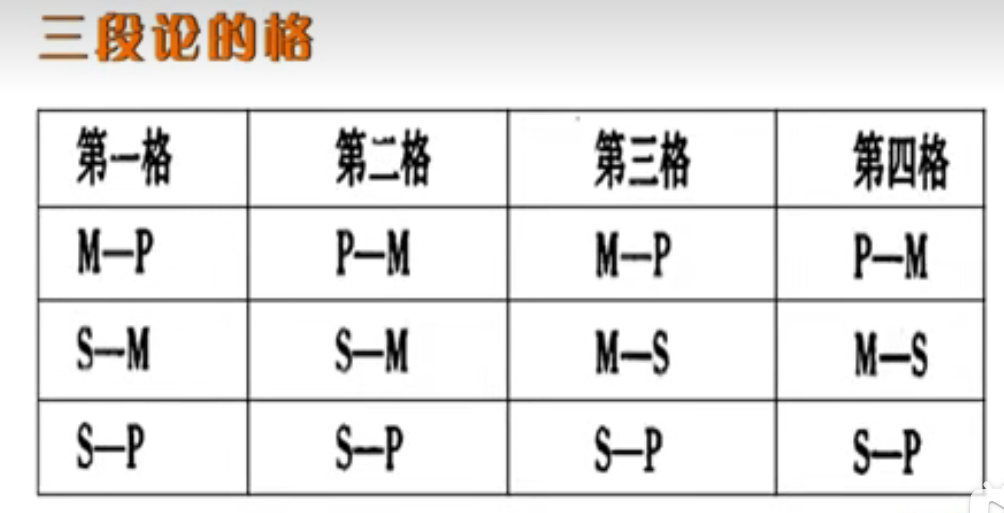 三段论的格
第一格 第二格 第三格 第四格
M—P P—M M—P P—M
S—M S—M M—S M—S
S—P S—P S—P S—P